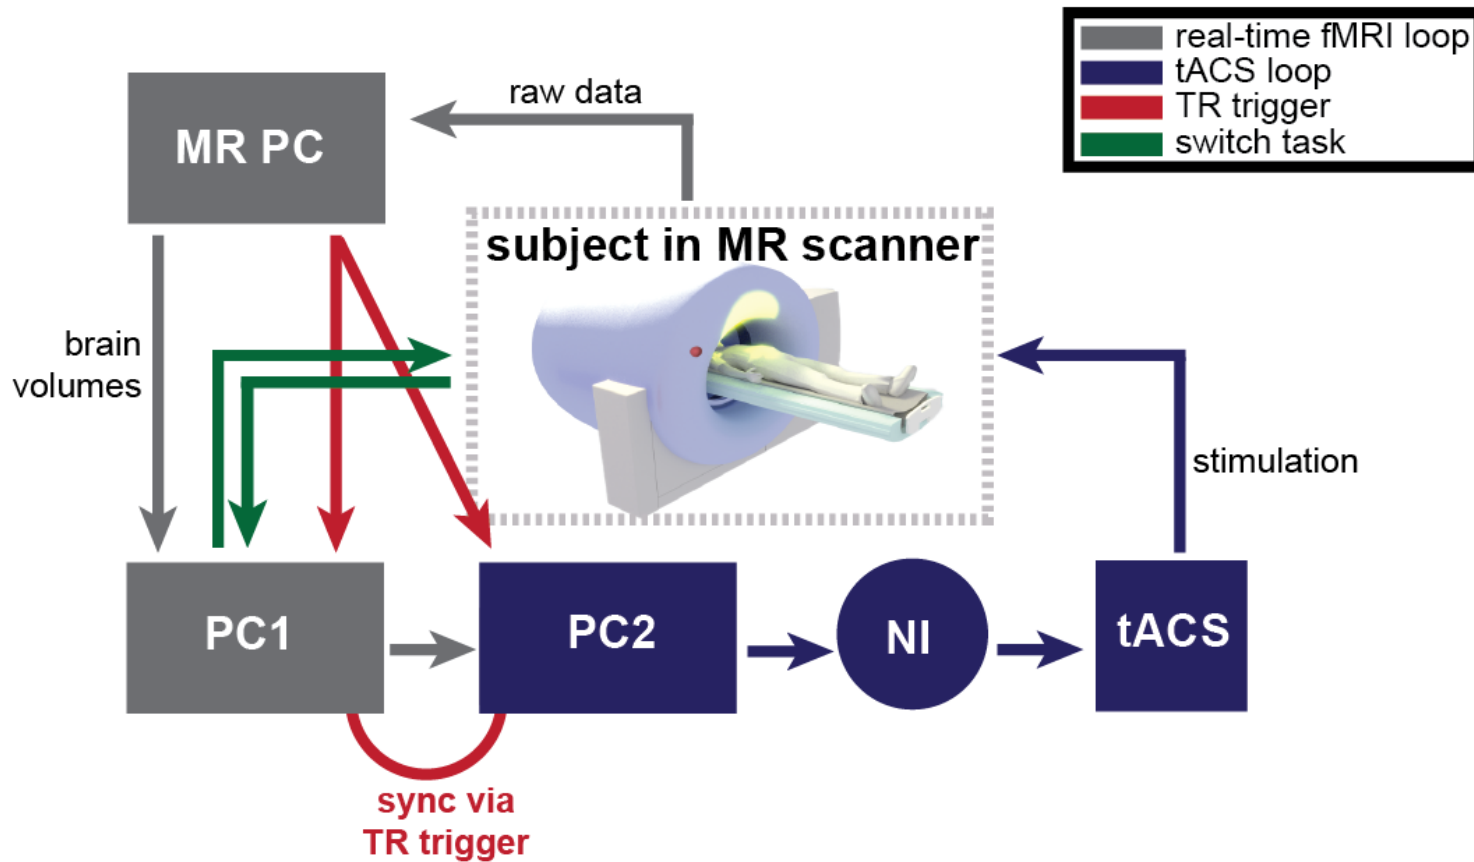 real-time fMRI loop
tACS loop
TR trigger
switch task
raw data
MR PC
subject in MR scanner
brain
volumes
stimulation
PC1
PC2
NI
tACS
sync via
TR trigger